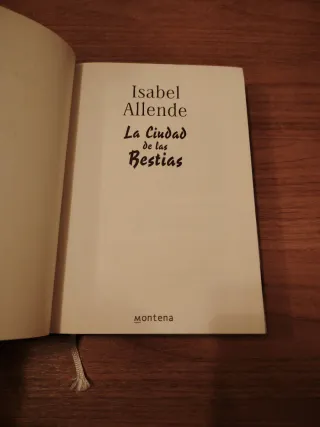 Isabel
Allende
La Ciudad
de las
Bestias
montena